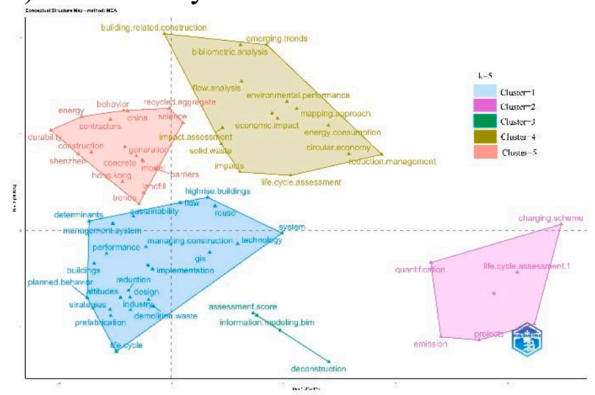 Conceptual Structure Map - method: MCA
building.related.construction
emerging.trends
bibliometric.analysis
flow.analysis
environmental.performance
mapping.approach
economic.impact
energy.consumption
impact.assessment
solid.waste
circular.economy
reduction.management
impacts
life.cycle.assessment
energy
behavior
recycled.aggregate
china
science
contractors
durability
construction
generation
shenzhen
concrete
model
barriers
hong.kong
landfill
trends
highrise.buildings
flow
determinants
sustainability
reuse
management.system
system
managing.construction
technology
performance
gis
buildings
implementation
planned.behavior
reduction
attitudes
design
strategies
industry
prefabrication
demolition.waste
life.cycle
assessment.score
information.modeling.bim
deconstruction
charging.scheme
quantification
life.cycle.assessment.1
projects
emission
k=5
Cluster=1
Cluster=2
Cluster=3
Cluster=4
Cluster=5